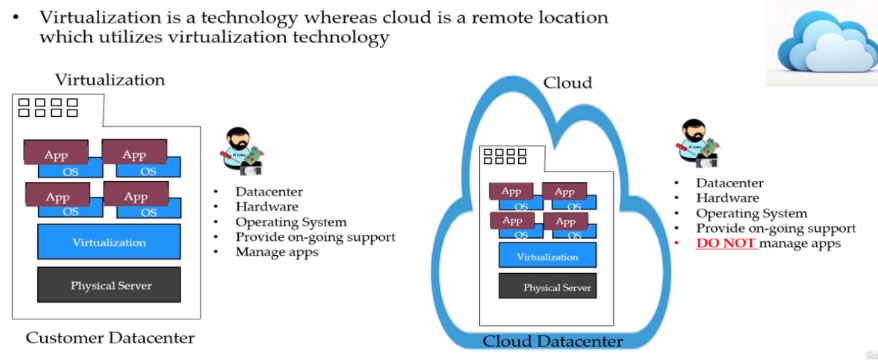 • Virtualization is a technology whereas cloud is a remote location
which utilizes virtualization technology
Virtualization
App
App
OS
OS
App
App
OS
OS
Virtualization
Physical Server
Customer Datacenter
• Datacenter
• Hardware
• Operating System
• Provide on-going support
• Manage apps
Cloud
App
App
OS
OS
App
App
OS
OS
Virtualization
Physical Server
Cloud Datacenter
• Datacenter
• Hardware
• Operating System
• Provide on-going support
• DO NOT manage apps